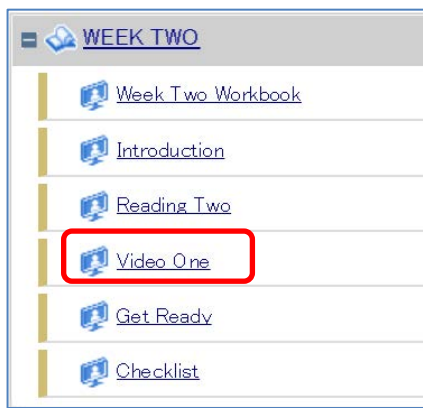 WEEK TWO
Week Two Workbook
Introduction
Reading Two
Video One
Get Ready
Checklist